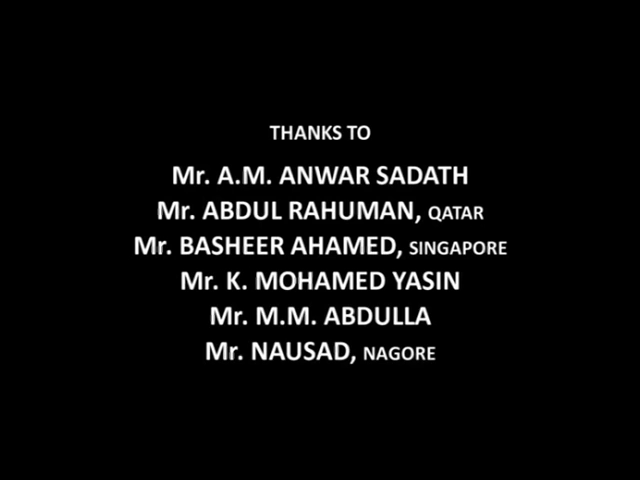 THANKS TO
Mr. A.M. ANWAR SADATH
Mr. ABDUL RAHUMAN, QATAR
Mr. BASHEER AHAMED, SINGAPORE
Mr. K. MOHAMED YASIN
Mr. M.M. ABDULLA
Mr. NAUSAD, NAGORE